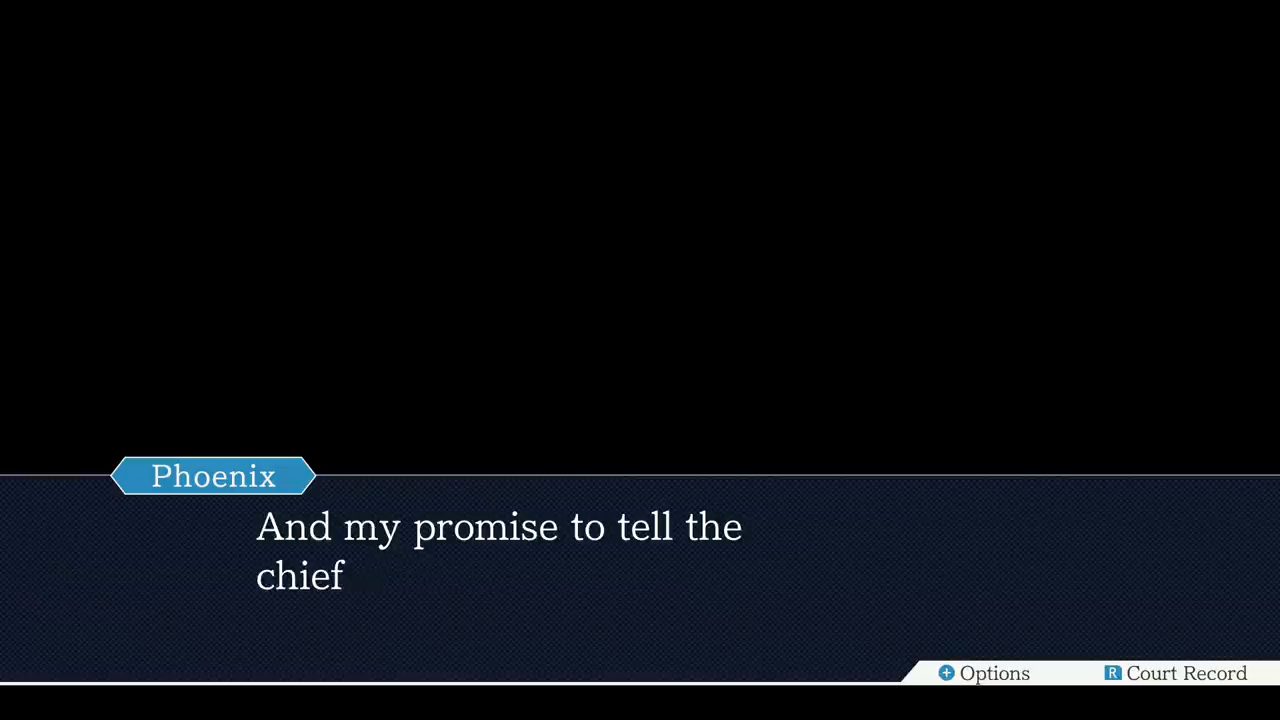 Phoenix
And my promise to tell the
chief
+ Options
R Court Record